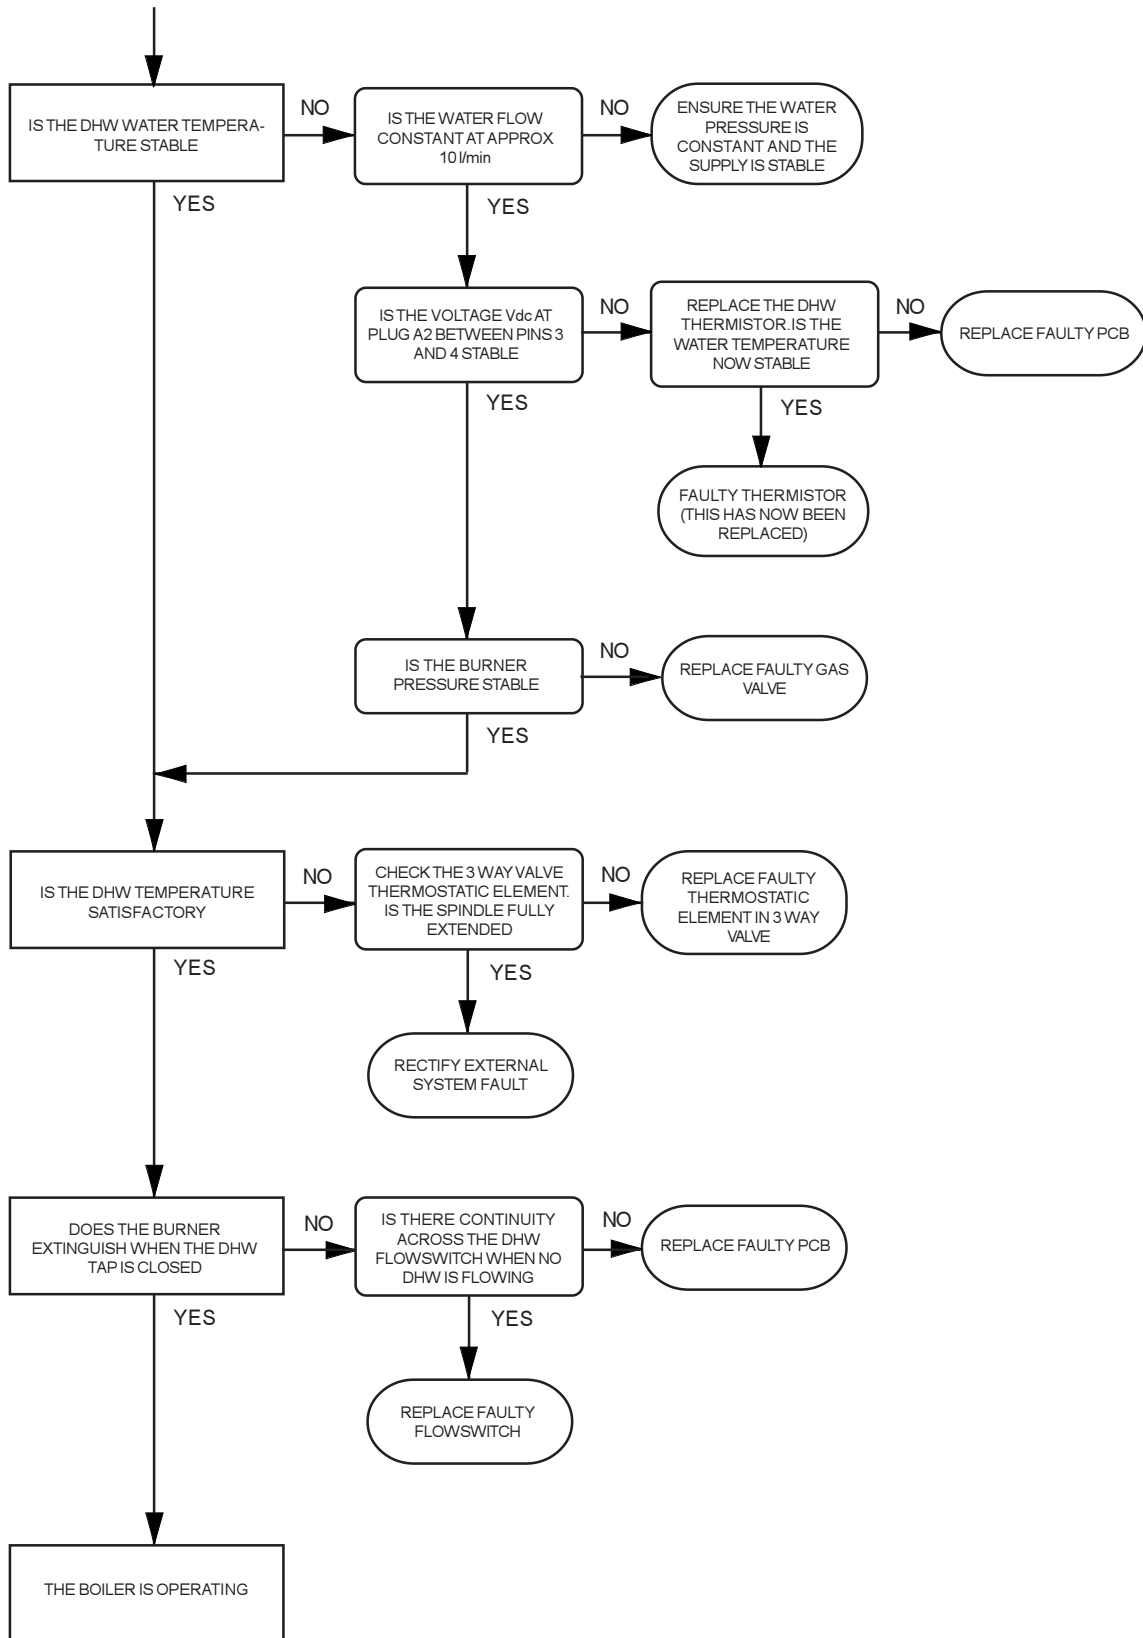 IS THE DHW WATER TEMPERA-
TURE STABLE
NO
IS THE WATER FLOW
CONSTANT AT APPROX
10 l/min
NO
ENSURE THE WATER
PRESSURE IS
CONSTANT AND THE
SUPPLY IS STABLE
YES
YES
IS THE VOLTAGE Vdc AT
PLUG A2 BETWEEN PINS 3
AND 4 STABLE
NO
REPLACE THE DHW
THERMISTOR. IS THE
WATER TEMPERATURE
NOW STABLE
NO
REPLACE FAULTY PCB
YES
YES
FAULTY THERMISTOR
(THIS HAS NOW BEEN
REPLACED)
IS THE BURNER
PRESSURE STABLE
NO
REPLACE FAULTY GAS
VALVE
YES
IS THE DHW TEMPERATURE
SATISFACTORY
NO
CHECK THE 3 WAY VALVE
THERMOSTATIC ELEMENT.
IS THE SPINDLE FULLY
EXTENDED
NO
REPLACE FAULTY
THERMOSTATIC
ELEMENT IN 3 WAY
VALVE
YES
YES
RECTIFY EXTERNAL
SYSTEM FAULT
DOES THE BURNER
EXTINGUISH WHEN THE DHW
TAP IS CLOSED
NO
IS THERE CONTINUITY
ACROSS THE DHW
FLOWSWITCH WHEN NO
DHW IS FLOWING
NO
REPLACE FAULTY PCB
YES
YES
REPLACE FAULTY
FLOWSWITCH
THE BOILER IS OPERATING